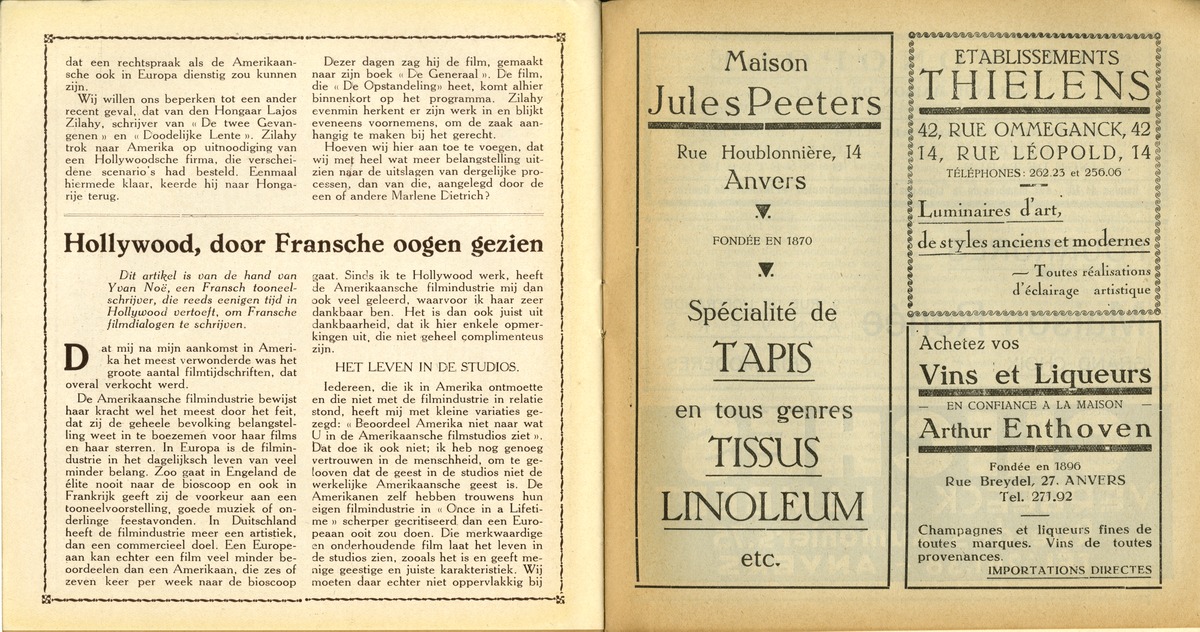 dat een rechtspraak als de Amerikaan-
sche ook in Europa dienstig zou kunnen
zijn.
Wij willen ons beperken tot een ander
recent geval, dat van den Hongaar Lajos
Zilahy, schrijver van « De twee Gevan-
genen » en « Doodelijke Lente ». Zilahy
trok naar Amerika op uitnoodiging van
een Hollywoodsche firma, die verschei-
dene scenario's had besteld. Eenmaal
hiermede klaar, keerde hij naar Honga-
rije terug.
Dezer dagen zag hij de film, gemaakt
naar zijn boek « De Generaal ». De film,
die « De Opstandeling» heet, komt alhier
binnenkort op het programma. Zilahy
evenmin herkent er zijn werk in en blijkt
eveneens voornemens, om de zaak aan-
hangig te maken bij het gerecht.
Hoeven wij hier aan toe te voegen, dat
wij met heel wat meer belangstelling uit-
zien naar de uitslagen van dergelijke pro-
cessen, dan van die, aangelegd door de
een of andere Marlene Dietrich?
Hollywood, door Fransche oogen gezien
Dit artikel is van de hand van
Yvan Noë, een Fransch tooneel-
schrijver, die reeds eenigen tijd in
Hollywood vertoeft, om Fransche
filmdialogen te schrijven.
Dat mij na mijn aankomst in Ameri-
ka het meest verwonderde was het
groote aantal filmtijdschriften, dat
overal verkocht werd.
De Amerikaansche filmindustrie bewijst
haar kracht wel het meest door het feit,
dat zij de geheele bevolking belangstel-
ling weet in te boezemen voor haar films
en haar sterren. In Europa is de filmin-
dustrie in het dagelijksch leven van veel
minder belang. Zoo gaat in Engeland de
élite nooit naar de bioscoop en ook in
Frankrijk geeft zij de voorkeur aan een
tooneelvoorstelling, goede muziek of on-
derlinge feestavonden. In Duitschland
heeft de filmindustrie meer een artistiek,
dan een commercieel doel. Een Europe-
aan kan echter een film veel minder be-
oordeelen dan een Amerikaan, die zes of
zeven keer per week naar de bioscoop
gaat. Sinds ik te Hollywood werk, heeft
de Amerikaansche filmindustrie mij dan
ook veel geleerd, waarvoor ik haar zeer
dankbaar ben. Het is dan ook juist uit
dankbaarheid, dat ik hier enkele opmer-
kingen uit, die niet geheel complimenteus
zijn.
HET LEVEN IN DE STUDIOS.
Iedereen, die ik in Amerika ontmoette
en die niet met de filmindustrie in relatie
stond, heeft mij met kleine variaties ge-
zegd: « Beoordeel Amerika niet naar wat
U in de Amerikaansche filmstudios ziet ».
Dat doe ik ook niet; ik heb nog genoeg
vertrouwen in de menschheid, om te ge-
looven dat de geest in de studios niet de
werkelijke Amerikaansche geest is. De
Amerikanen zelf hebben trouwens hun
eigen filmindustrie in « Once in a Lifeti-
me » scherper gecritiseerd dan een Euro-
peaan ooit zou doen. Die merkwaardige
en onderhoudende film laat het leven in
de studios zien, zooals het is en geeft me-
nige geestige en juiste karakteristiek. Wij
moeten daar echter niet oppervlakkig bij
Maison
Jules Peeters
Rue Houblonnière, 14
Anvers
FONDÉE EN 1870
Spécialité de
TAPIS
en tous genres
TISSUS
LINOLEUM
etc.
ETABLISSEMENTS
THIELENS
42, RUE OMMEGANCK, 42
14, RUE LÉOPOLD, 14
TÉLÉPHONES: 262.23 et 256.06
Luminaires d'art,
de styles anciens et modernes
— Toutes réalisations
d'éclairage artistique
Achetez vos
Vins et Liqueurs
— EN CONFIANCE A LA MAISON —
Arthur Enthoven
Fondée en 1896
Rue Breydel, 27. ANVERS
Tel. 271.92
Champagnes et liqueurs fines de
toutes marques. Vins de toutes
provenances.
IMPORTATIONS DIRECTES